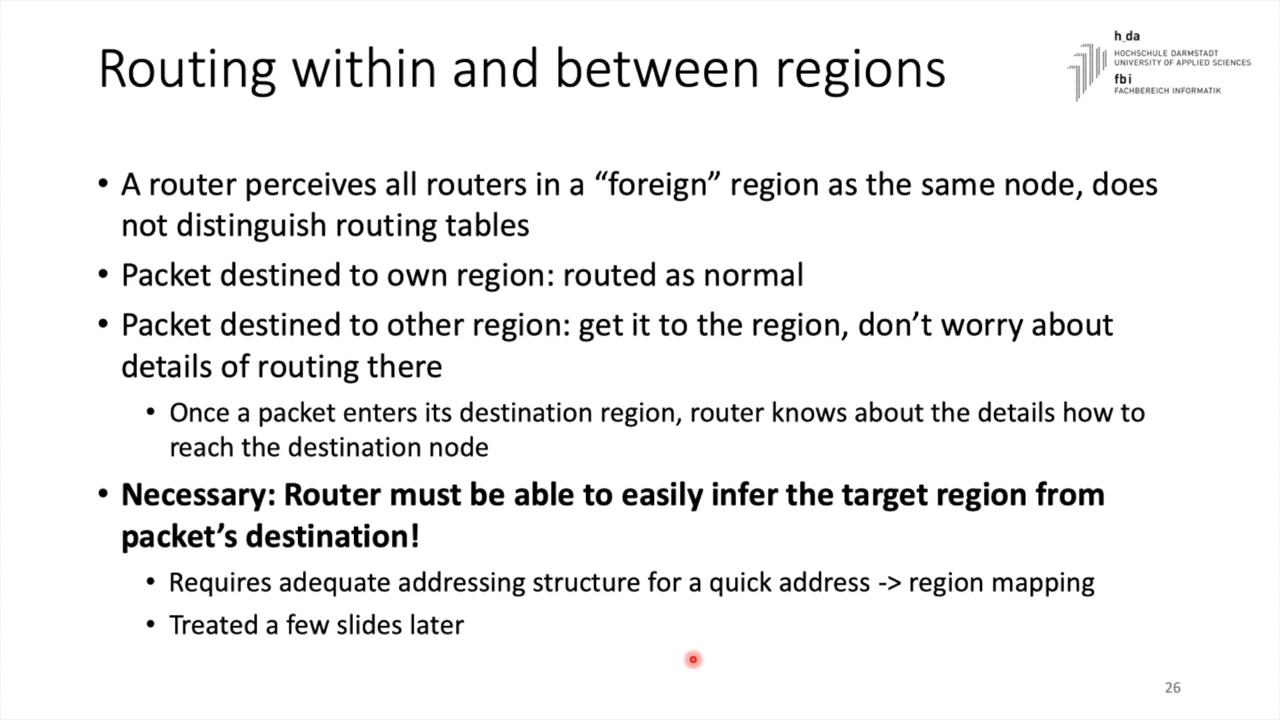 Routing within and between regions
h_da
HOCHSCHULE DARMSTADT
UNIVERSITY OF APPLIED SCIENCES
fbi
FACHBEREICH INFORMATIK
• A router perceives all routers in a “foreign” region as the same node, does
not distinguish routing tables
• Packet destined to own region: routed as normal
• Packet destined to other region: get it to the region, don’t worry about
details of routing there
• Once a packet enters its destination region, router knows about the details how to
reach the destination node
• Necessary: Router must be able to easily infer the target region from
packet’s destination!
• Requires adequate addressing structure for a quick address -> region mapping
• Treated a few slides later
26